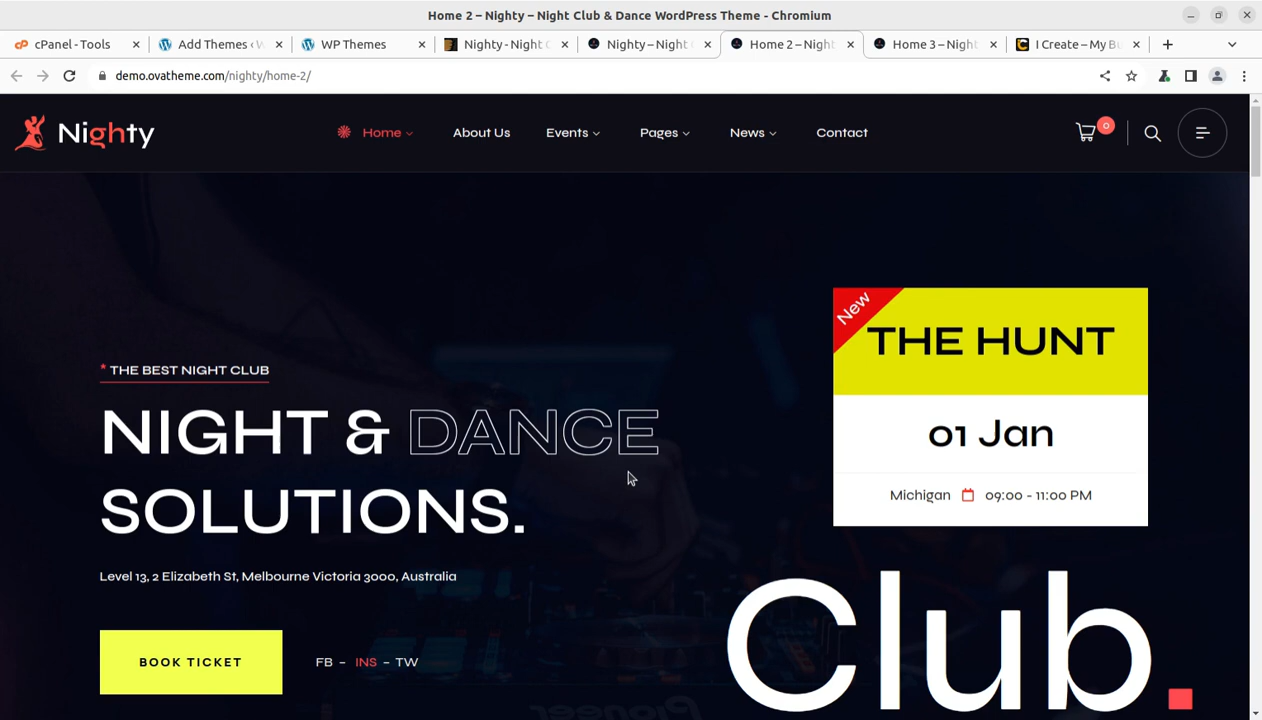 Home 2 – Nighty – Night Club & Dance WordPress Theme - Chromium
cPanel - Tools
Add Themes ‹ W
WP Themes
Nighty - Night C
Nighty – Night
Home 2 – Night
Home 3 – Night
I Create – My Bu
demo.ovatheme.com/nighty/home-2/
Nighty
Home
About Us
Events
Pages
News
Contact
0
New
THE HUNT
01 Jan
Michigan 09:00 - 11:00 PM
* THE BEST NIGHT CLUB
NIGHT & DANCE
SOLUTIONS.
Level 13, 2 Elizabeth St, Melbourne Victoria 3000, Australia
BOOK TICKET
FB - INS - TW
Club.